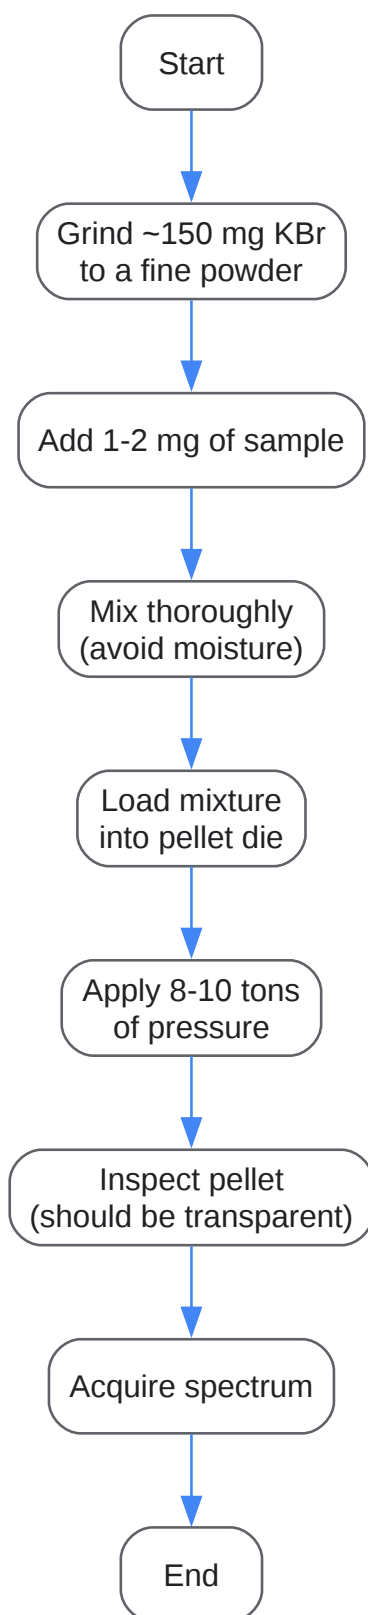 Start
Grind ~150 mg KBr
to a fine powder
Add 1-2 mg of sample
Mix thoroughly
(avoid moisture)
Load mixture
into pellet die
Apply 8-10 tons
of pressure
Inspect pellet
(should be transparent)
Acquire spectrum
End